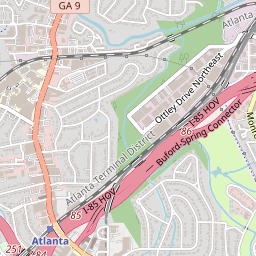 GA 9
Atlanta
Ottley Drive Northeast
I-85 HOV
86
Buford-Spring Connector
Atlanta Terminal District
I-85 HOV
85
Atlanta
84
251